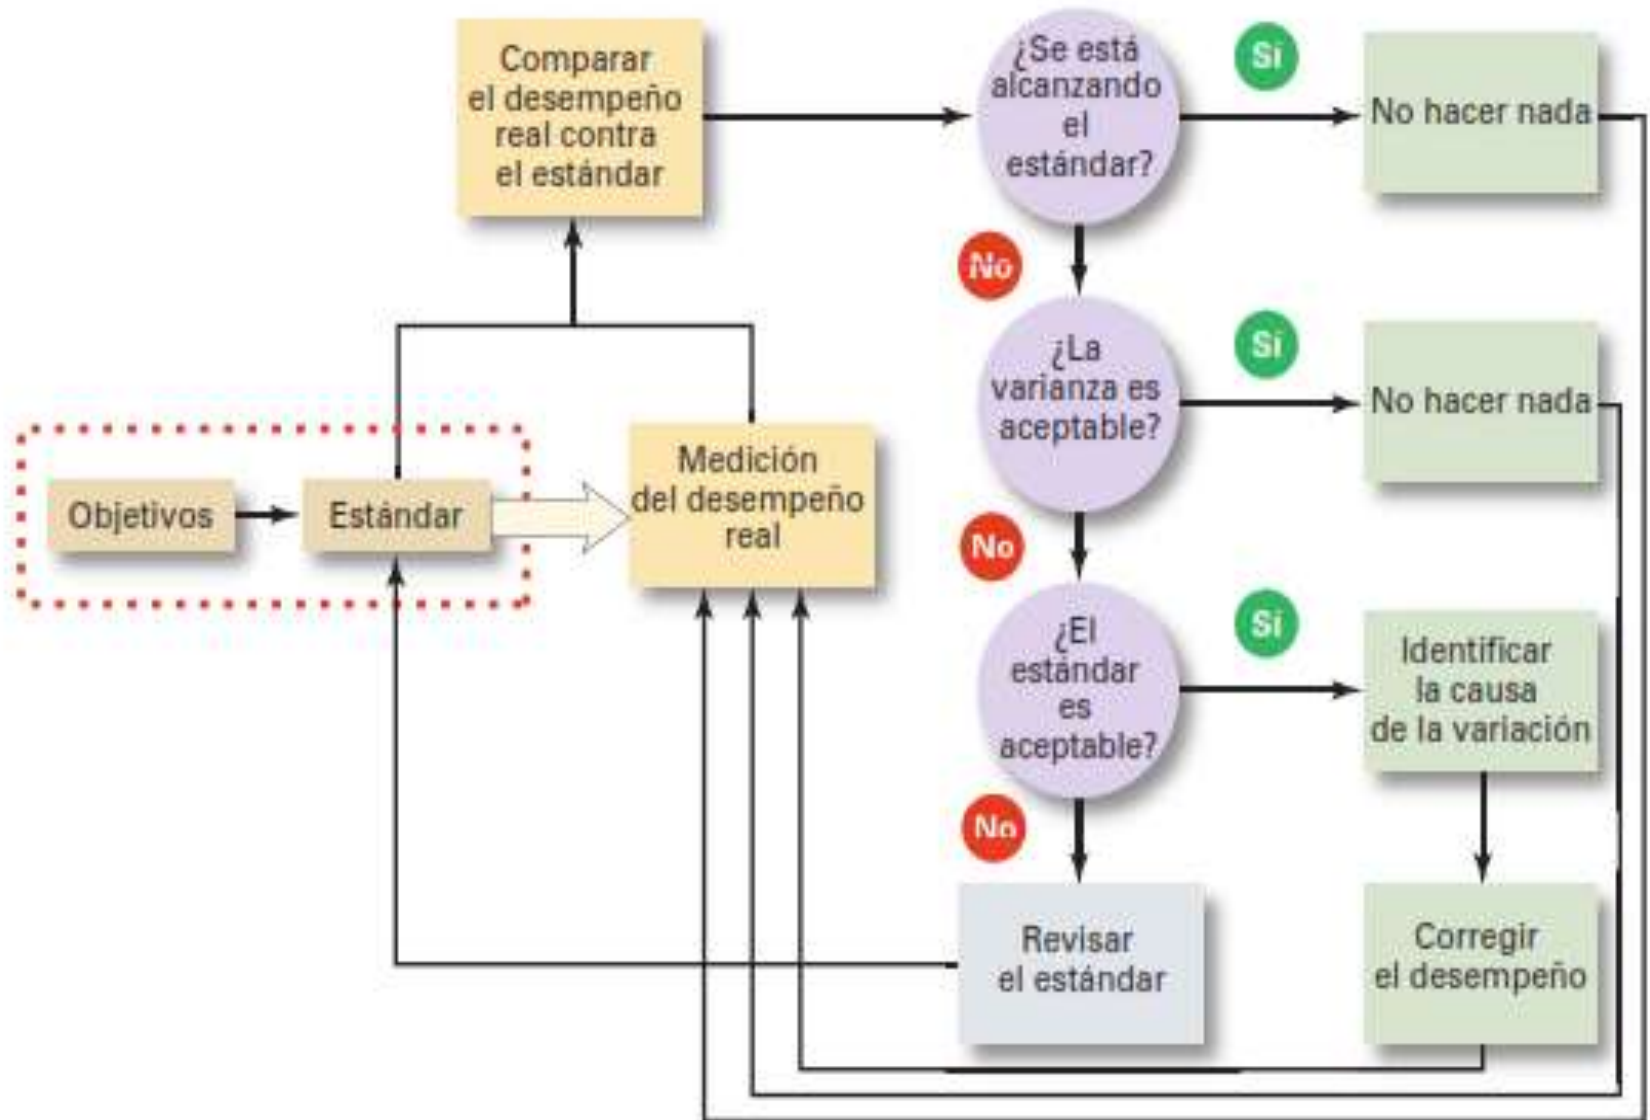 Comparar
el desempeño
real contra
el estándar
¿Se está
alcanzando
el
estándar?
Sí
No hacer nada
No
¿La
varianza es
aceptable?
Sí
No hacer nada
Objetivos
Estándar
Medición
del desempeño
real
No
¿El
estándar
es
aceptable?
Sí
Identificar
la causa
de la variación
No
Revisar
el estándar
Corregir
el desempeño